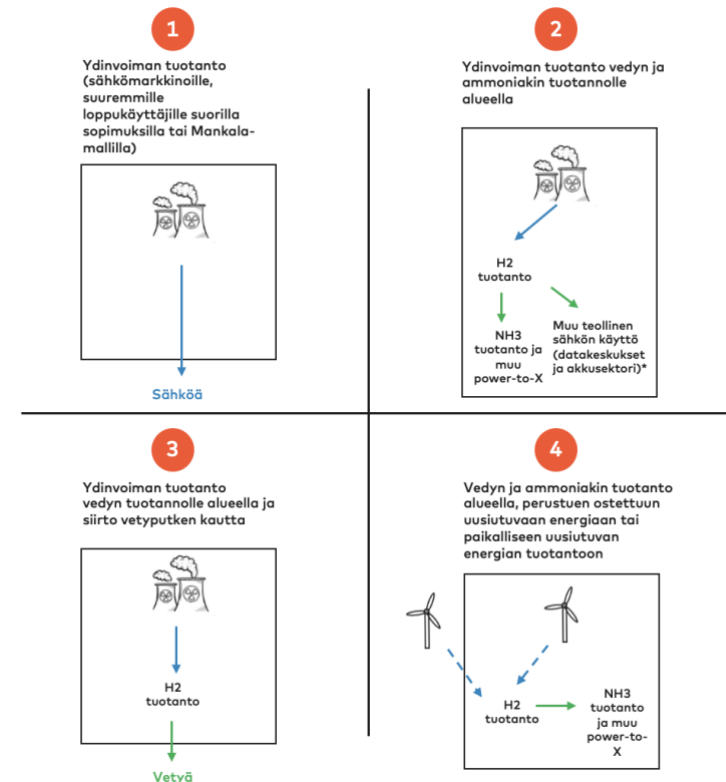 1
Ydinvoiman tuotanto
(sähkömarkkinoille,
suuremmille
loppukäyttäjille suorilla
sopimuksilla tai Mankala-
mallilla)
Sähköä
2
Ydinvoiman tuotanto vedyn ja
ammoniakin tuotannolle
alueella
H2
tuotanto
NH3
tuotanto ja
muu
power-to-X
Muu teollinen
sähkön käyttö
(datakeskukset
ja akkusektori)*
3
Ydinvoiman tuotanto
vedyn tuotannolle alueella ja
siirto vetyputken kautta
H2
tuotanto
Vetyä
4
Vedyn ja ammoniakin tuotanto
alueella, perustuen ostettuun
uusiutuvaan energiaan tai
paikalliseen uusiutuvan
energian tuotantoon
H2
tuotanto
NH3
tuotanto
ja muu
power-to-
X